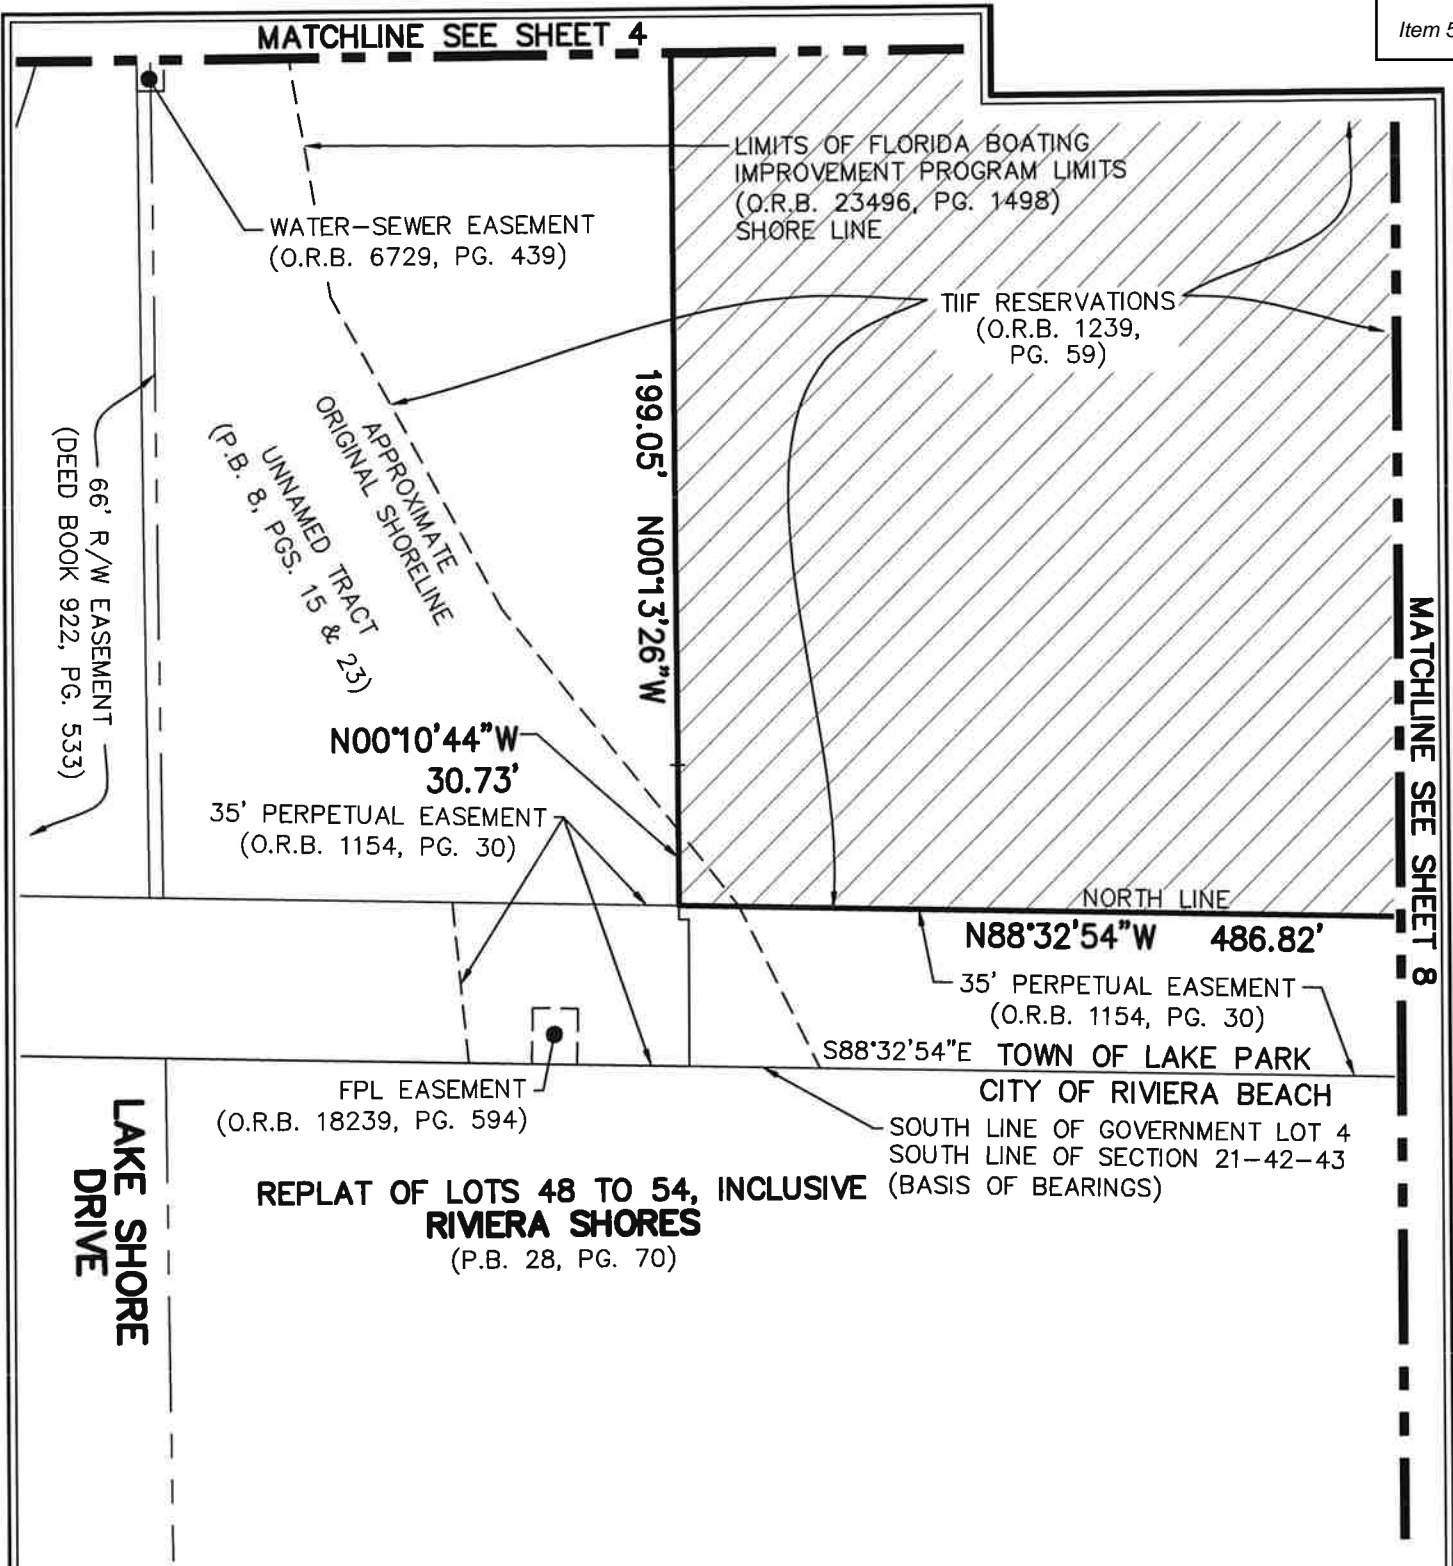 Item 5
MATCHLINE SEE SHEET 4
LIMITS OF FLORIDA BOATING
IMPROVEMENT PROGRAM LIMITS
(O.R.B. 23496, PG. 1498)
SHORE LINE
WATER-SEWER EASEMENT
(O.R.B. 6729, PG. 439)
TIIF RESERVATIONS
(O.R.B. 1239,
PG. 59)
199.05' N00°13'26"W
APPROXIMATE
ORIGINAL SHORELINE
UNNAMED TRACT
(P.B. 8, PGS. 15 & 23)
66' R/W EASEMENT
(DEED BOOK 922, PG. 533)
MATCHLINE SEE SHEET 8
N00°10'44"W
30.73'
35' PERPETUAL EASEMENT
(O.R.B. 1154, PG. 30)
NORTH LINE
N88°32'54"W 486.82'
35' PERPETUAL EASEMENT
(O.R.B. 1154, PG. 30)
S88°32'54"E TOWN OF LAKE PARK
CITY OF RIVIERA BEACH
FPL EASEMENT
(O.R.B. 18239, PG. 594)
SOUTH LINE OF GOVERNMENT LOT 4
SOUTH LINE OF SECTION 21-42-43
(BASIS OF BEARINGS)
LAKE SHORE
DRIVE
REPLAT OF LOTS 48 TO 54, INCLUSIVE
RIVIERA SHORES
(P.B. 28, PG. 70)